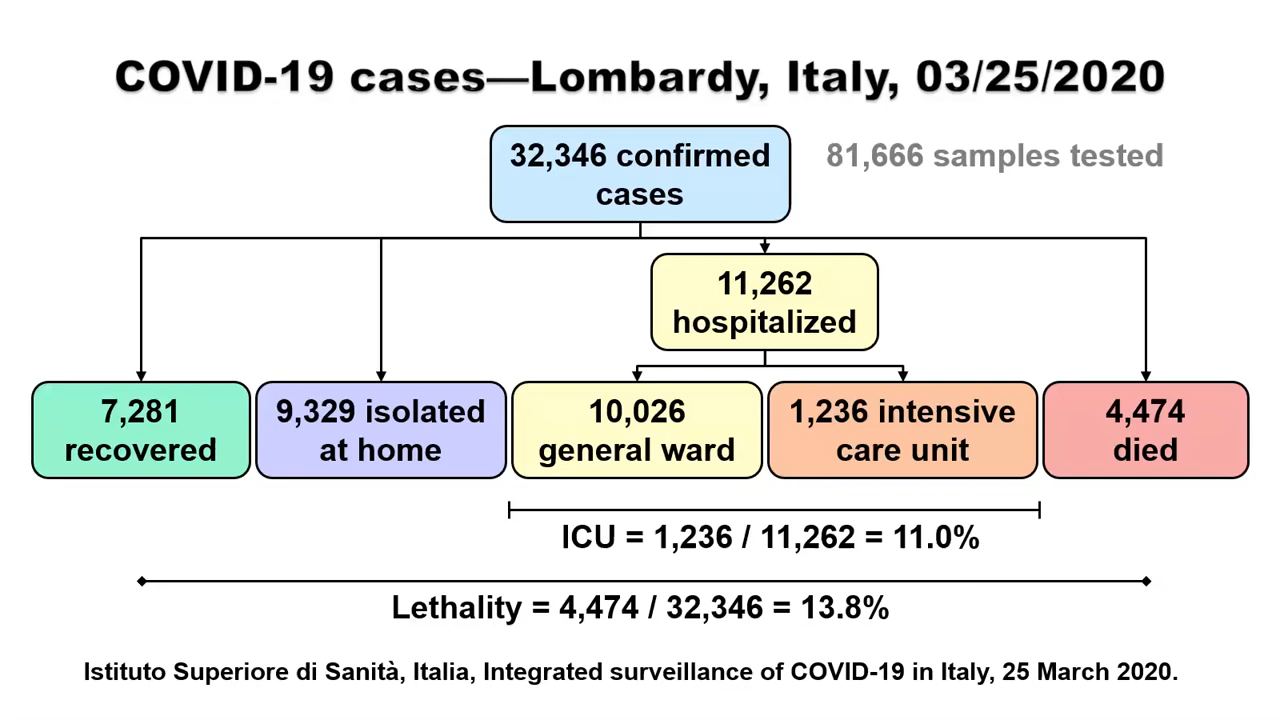 COVID-19 cases—Lombardy, Italy, 03/25/2020
32,346 confirmed
cases
81,666 samples tested
11,262
hospitalized
7,281
recovered
9,329 isolated
at home
10,026
general ward
1,236 intensive
care unit
4,474
died
ICU = 1,236 / 11,262 = 11.0%
Lethality = 4,474 / 32,346 = 13.8%
Istituto Superiore di Sanità, Italia, Integrated surveillance of COVID-19 in Italy, 25 March 2020.